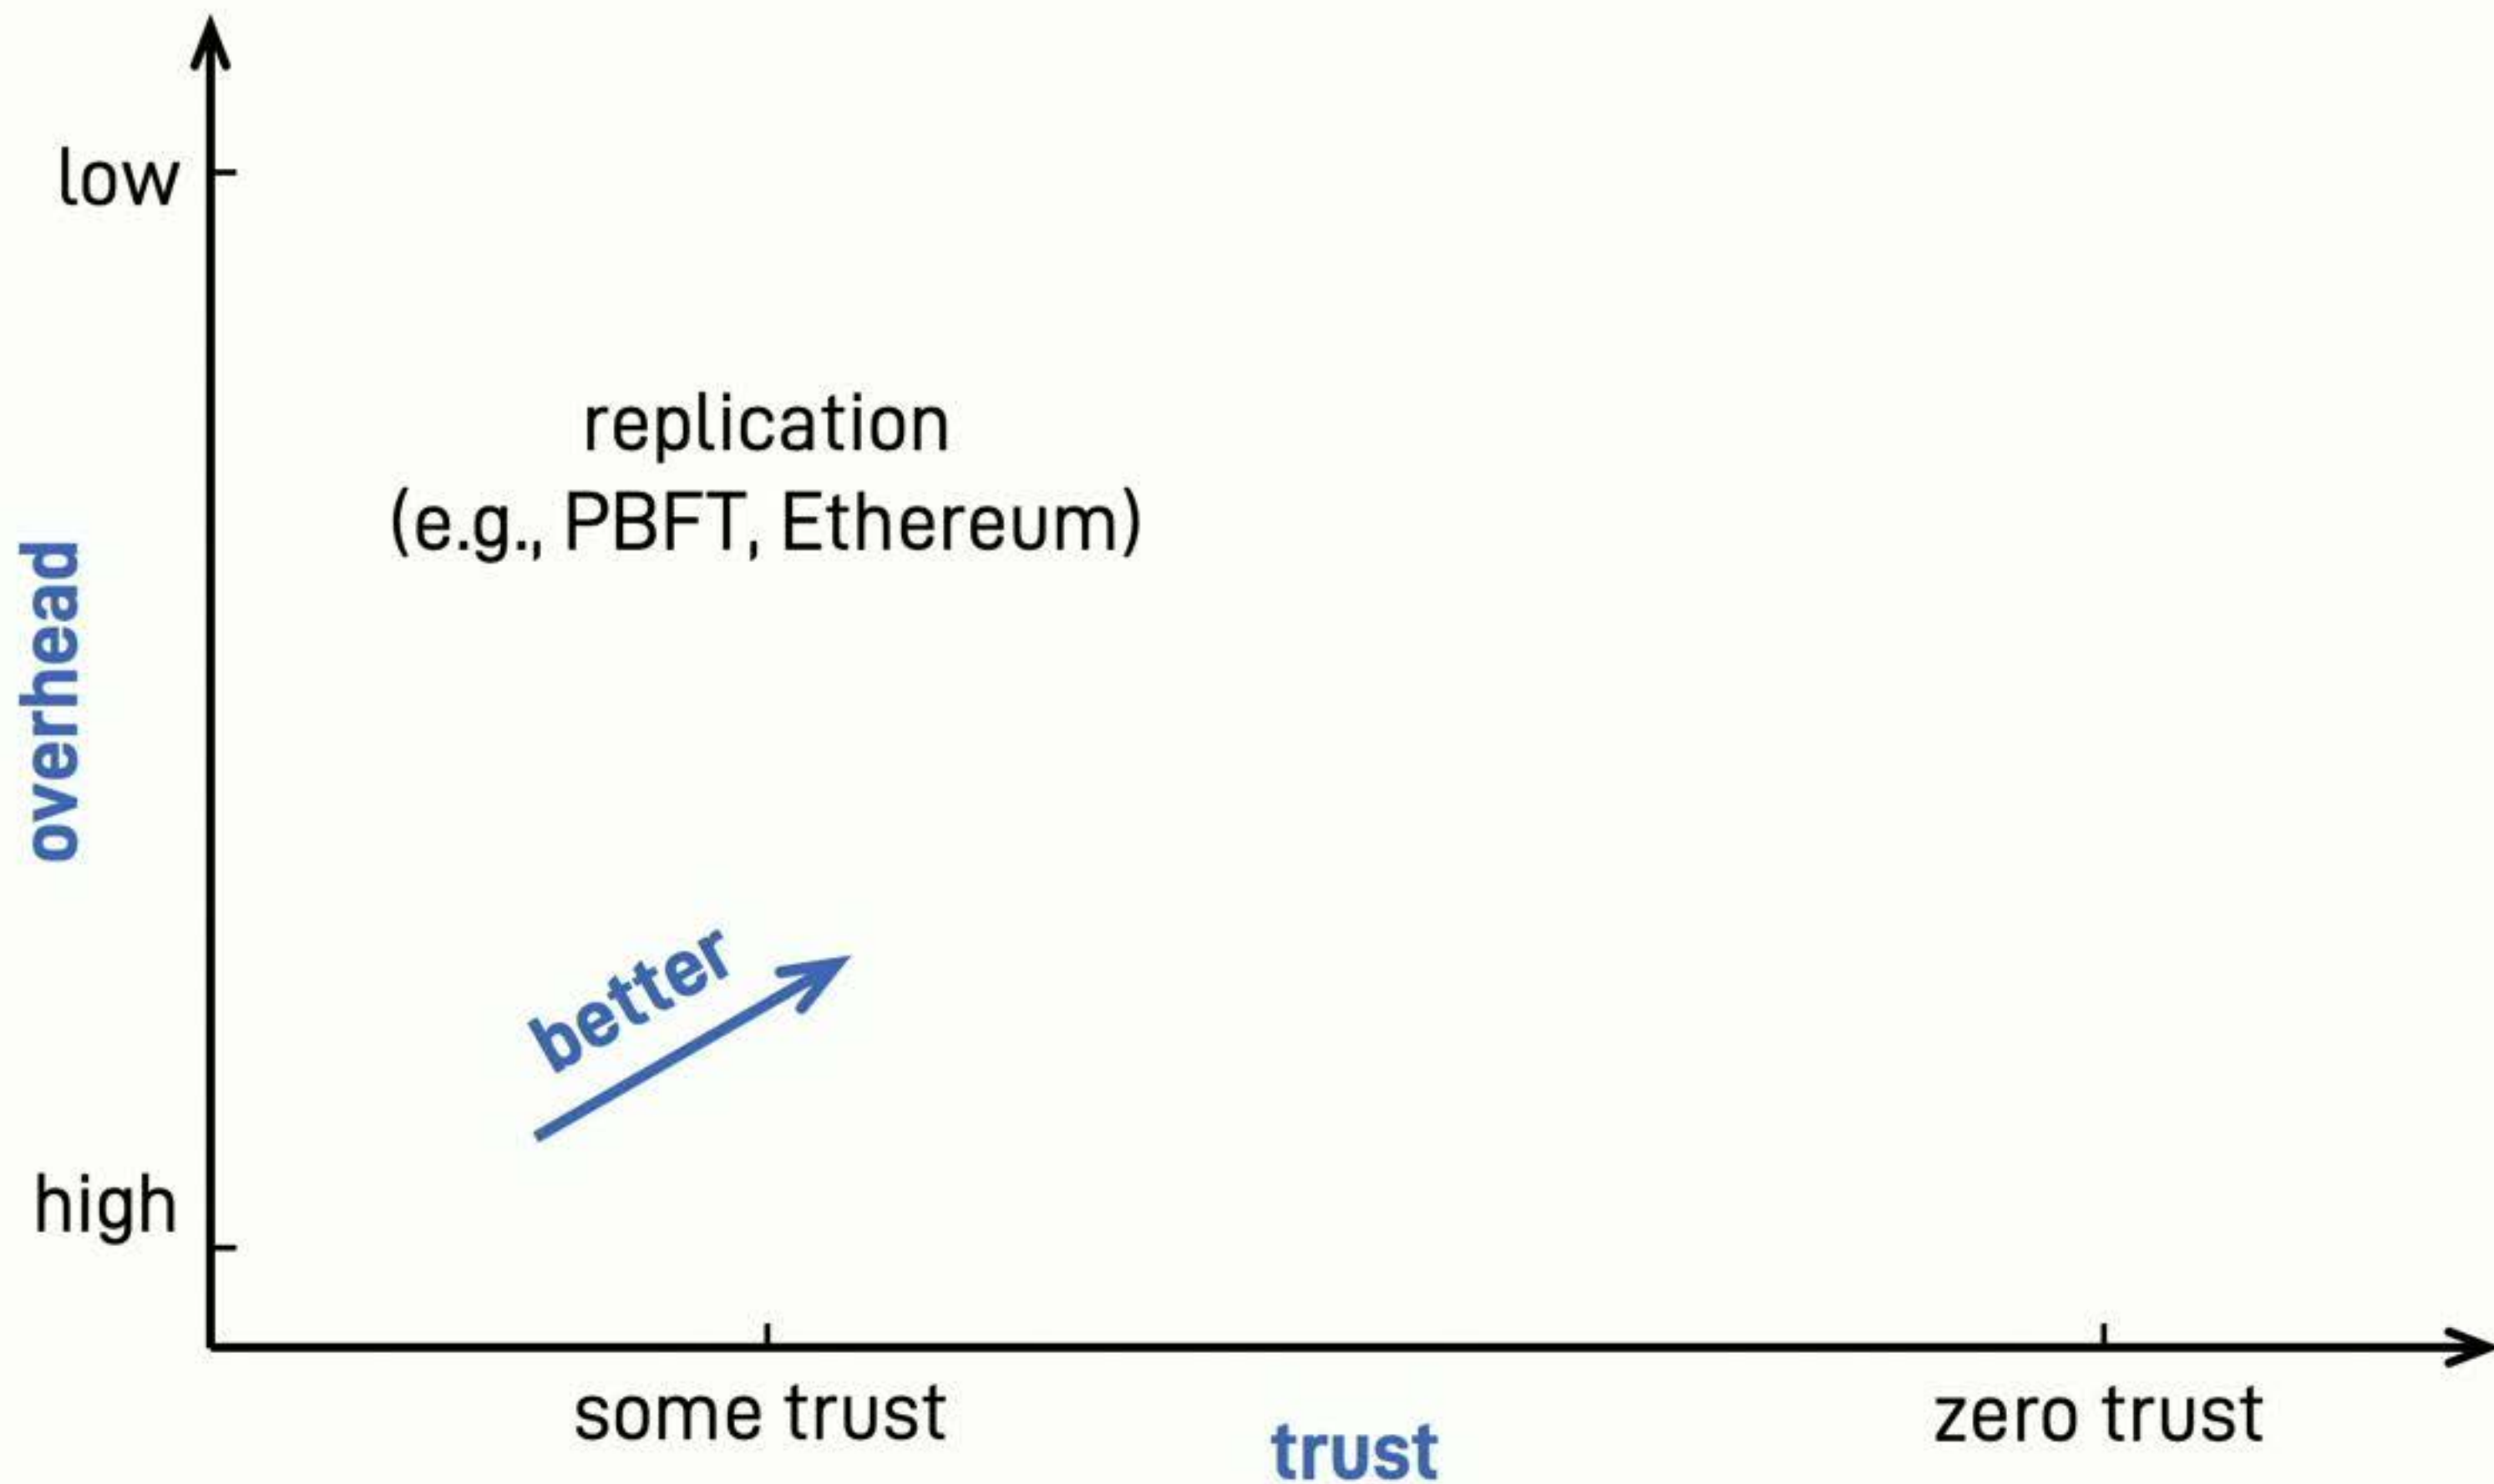 low
replication
(e.g., PBFT, Ethereum)
overhead
better
high
some trust
zero trust
trust